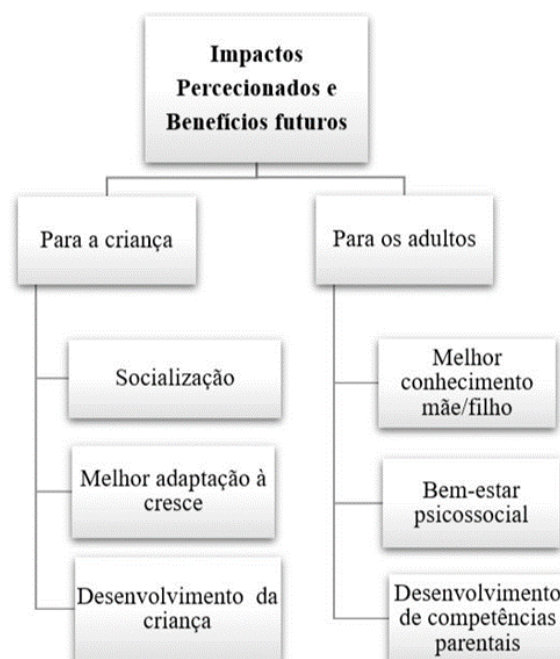 Impactos
Percecionados e
Benefícios futuros
Para a criança
Para os adultos
Socialização
Melhor adaptação à
cresce
Desenvolvimento da
criança
Melhor
conhecimento
mãe/filho
Bem-estar
psicossocial
Desenvolvimento
de competências
parentais